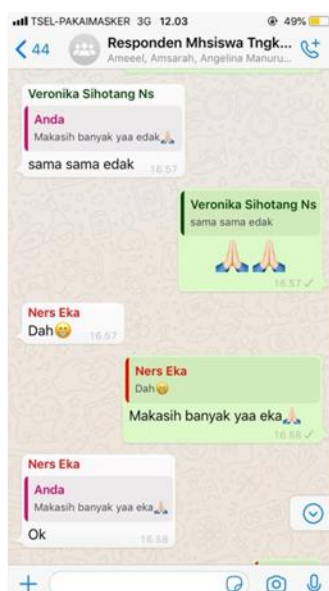 TSEL-PAKAIMASKER 3G 12.03 49%
44 Responden Mhsiswa Tngk...
Ameeel, Amsarah, Angelina Manuru...
Veronika Sihotang Ns
Anda
Makasih banyak yaa edak🙏🏻
sama sama edak 16.57
Veronika Sihotang Ns
sama sama edak
🙏🏻🙏🏻
16.57
Ners Eka
Dah😁 16.57
Ners Eka
Dah😁
Makasih banyak yaa eka🙏🏻
16.58
Ners Eka
Anda
Makasih banyak yaa eka🙏🏻
Ok 16.58